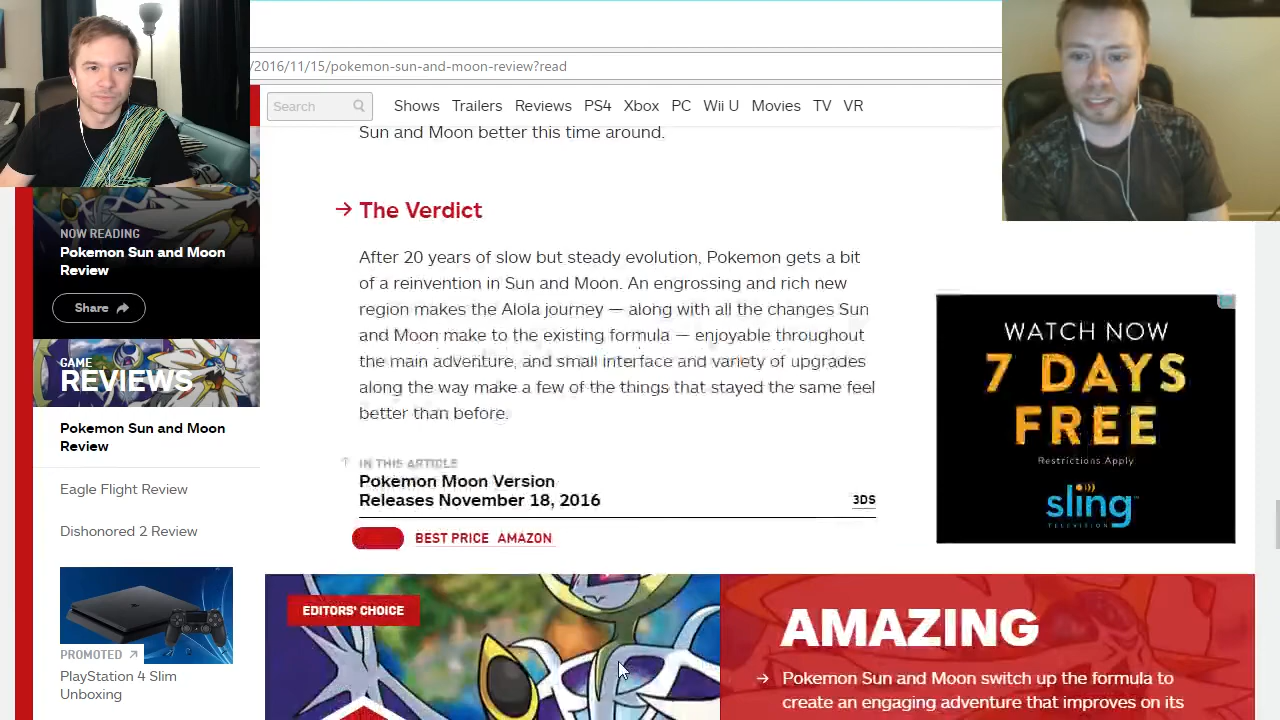 /2016/11/15/pokemon-sun-and-moon-review?read
Search
Shows Trailers Reviews PS4 Xbox PC Wii U Movies TV VR
Sun and Moon better this time around.
NOW READING
Pokemon Sun and Moon
Review
Share
GAME
REVIEWS
Pokemon Sun and Moon
Review
Eagle Flight Review
Dishonored 2 Review
PROMOTED
PlayStation 4 Slim
Unboxing
→ The Verdict
After 20 years of slow but steady evolution, Pokemon gets a bit
of a reinvention in Sun and Moon. An engrossing and rich new
region makes the Alola journey — along with all the changes Sun
and Moon make to the existing formula — enjoyable throughout
the main adventure, and small interface and variety of upgrades
along the way make a few of the things that stayed the same feel
better than before.
IN THIS ARTICLE
Pokemon Moon Version
Releases November 18, 2016
3DS
BEST PRICE AMAZON
WATCH NOW
7 DAYS
FREE
Restrictions Apply
sling
TELEVISION
EDITORS' CHOICE
AMAZING
→ Pokemon Sun and Moon switch up the formula to
create an engaging adventure that improves on its